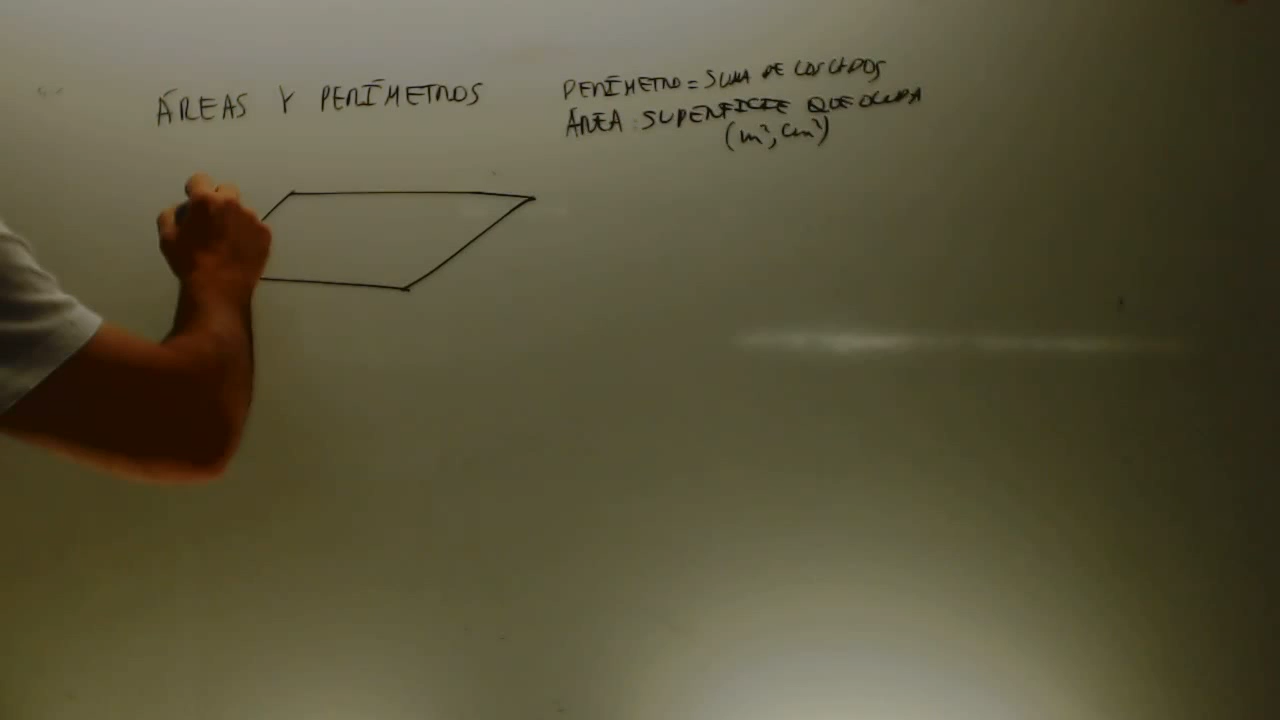 ÁREAS Y PERÍMETROS
PERÍMETRO = SUMA DE LOS LADOS
ÁREA: SUPERFICIE QUE OCUPA
(m², cm²)